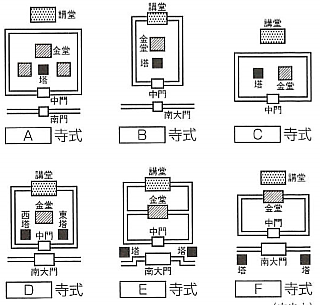 講堂
金堂
塔
中門
南門
A 寺式
講堂
金堂
塔
中門
南大門
B 寺式
講堂
塔 金堂
中門
C 寺式
講堂
金堂
西塔 東塔
中門
南大門
D 寺式
講堂
金堂
中門
塔 塔
南大門
E 寺式
講堂
金堂
中門
南大門
塔 塔
F 寺式